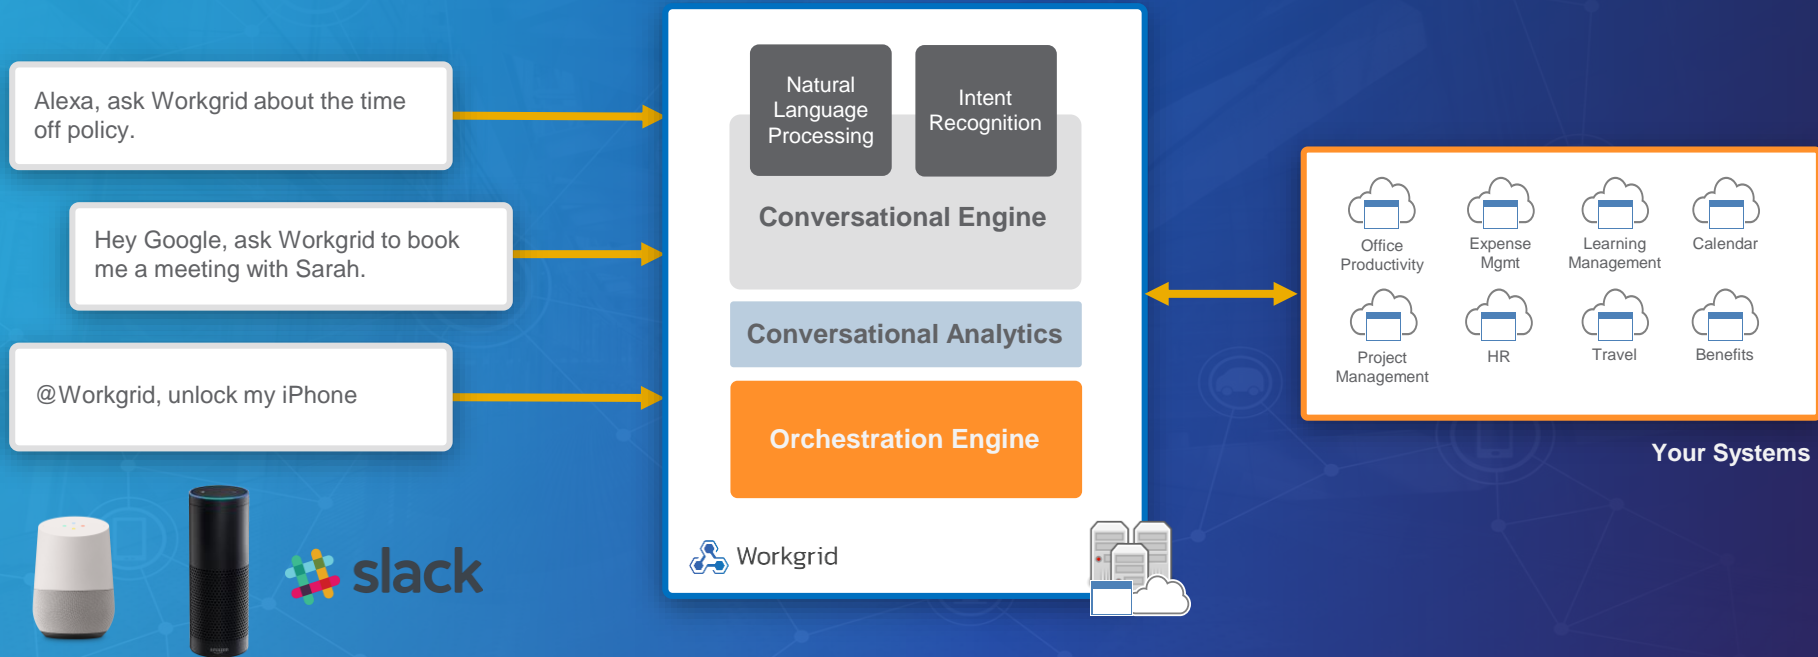 Alexa, ask Workgrid about the time
off policy.
Hey Google, ask Workgrid to book
me a meeting with Sarah.
@Workgrid, unlock my iPhone
slack
Natural
Language
Processing
Intent
Recognition
Conversational Engine
Conversational Analytics
Orchestration Engine
Workgrid
Office
Productivity
Expense
Mgmt
Learning
Management
Calendar
Project
Management
HR
Travel
Benefits
Your Systems